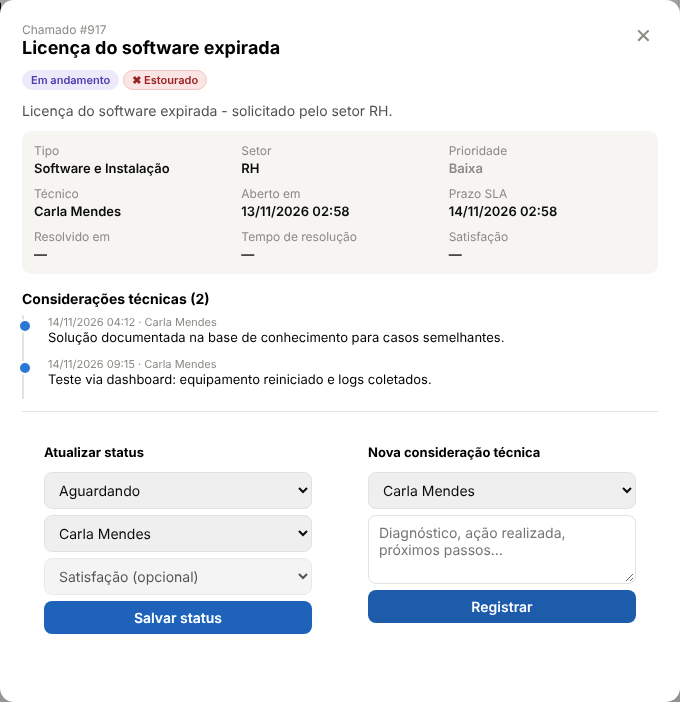 Chamado #917
Licença do software expirada
✕
Em andamento
✖ Estourado
Licença do software expirada - solicitado pelo setor RH.
Tipo
Software e Instalação
Setor
RH
Prioridade
Baixa
Técnico
Carla Mendes
Aberto em
13/11/2026 02:58
Prazo SLA
14/11/2026 02:58
Resolvido em
—
Tempo de resolução
—
Satisfação
—
Considerações técnicas (2)
14/11/2026 04:12 · Carla Mendes
Solução documentada na base de conhecimento para casos semelhantes.
14/11/2026 09:15 · Carla Mendes
Teste via dashboard: equipamento reiniciado e logs coletados.
Atualizar status
Aguardando
Carla Mendes
Satisfação (opcional)
Salvar status
Nova consideração técnica
Carla Mendes
Diagnóstico, ação realizada,
próximos passos...
Registrar